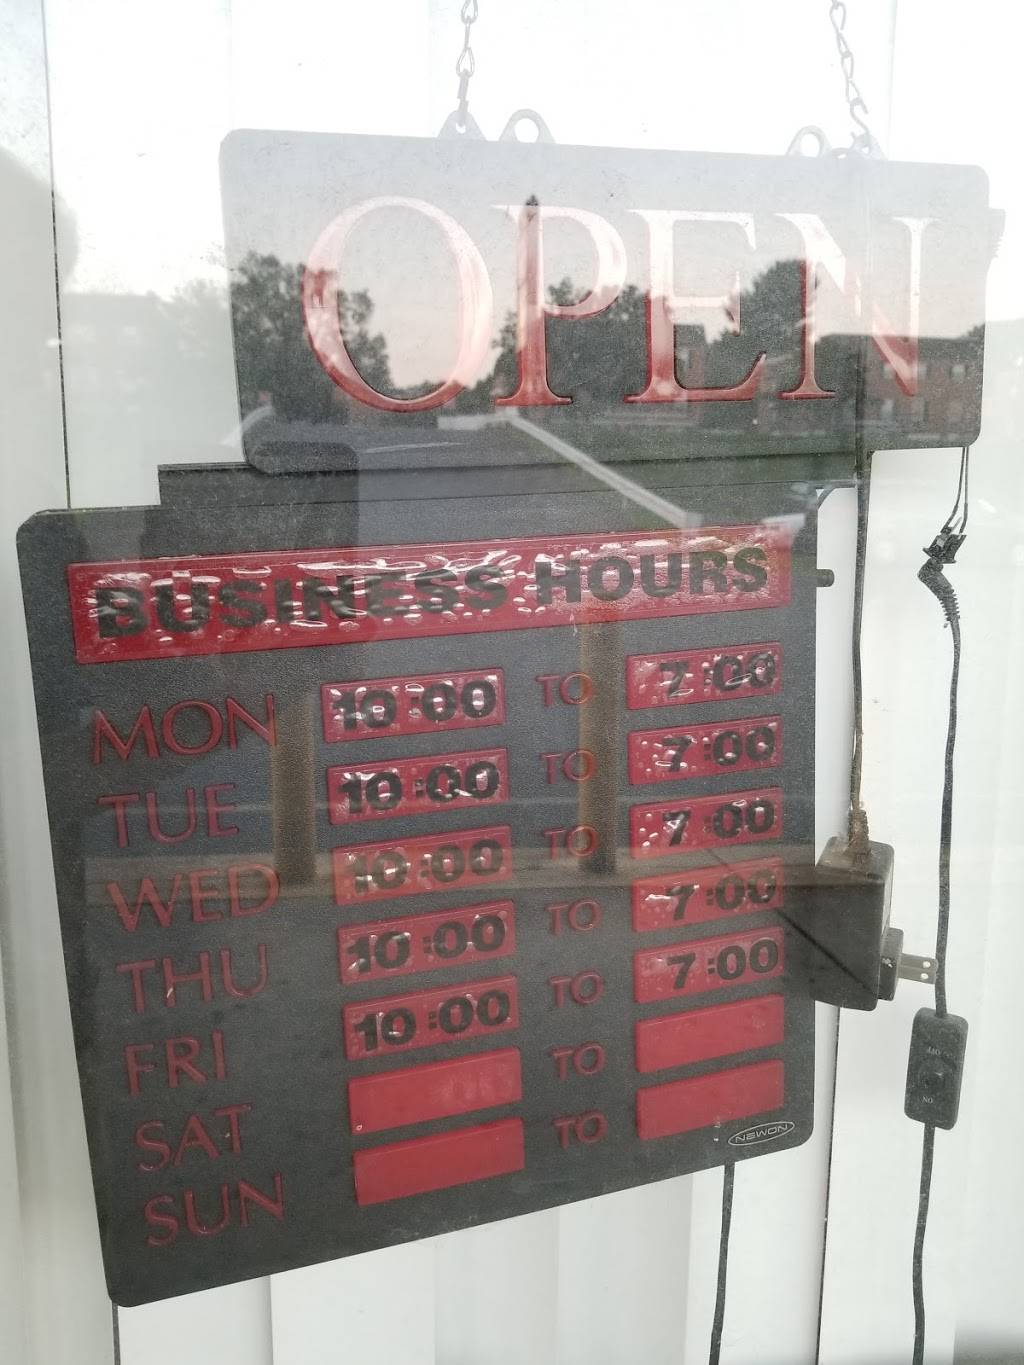 OPEN
BUSINESS HOURS
MON 10:00 TO 7:00
TUE 10:00 TO 7:00
WED 10:00 TO 7:00
THU 10:00 TO 7:00
FRI 10:00 TO 7:00
SAT TO
SUN TO
NEWON
OFF
ON